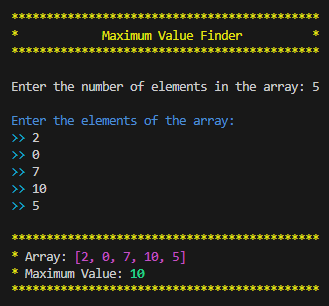 ********************************************
*            Maximum Value Finder          *
********************************************
Enter the number of elements in the array: 5
Enter the elements of the array:
>> 2
>> 0
>> 7
>> 10
>> 5
********************************************
* Array: [2, 0, 7, 10, 5]
* Maximum Value: 10
********************************************